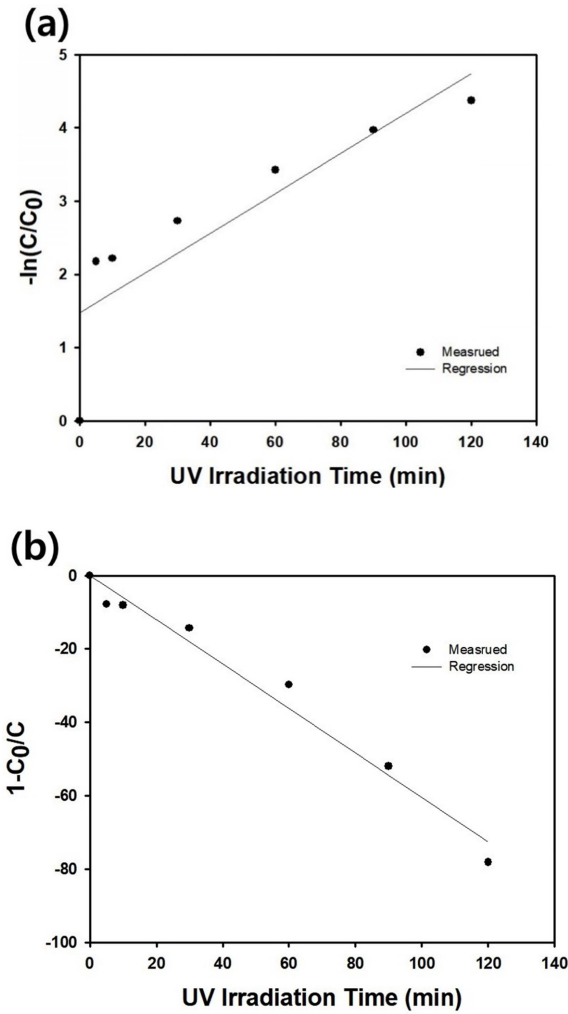 (a)
5
4
3
2
1
0
-ln(C/C0)
0 20 40 60 80 100 120 140
UV Irradiation Time (min)
Measrued
Regression
(b)
0
-20
-40
-60
-80
-100
1-C0/C
0 20 40 60 80 100 120 140
UV Irradiation Time (min)
Measrued
Regression